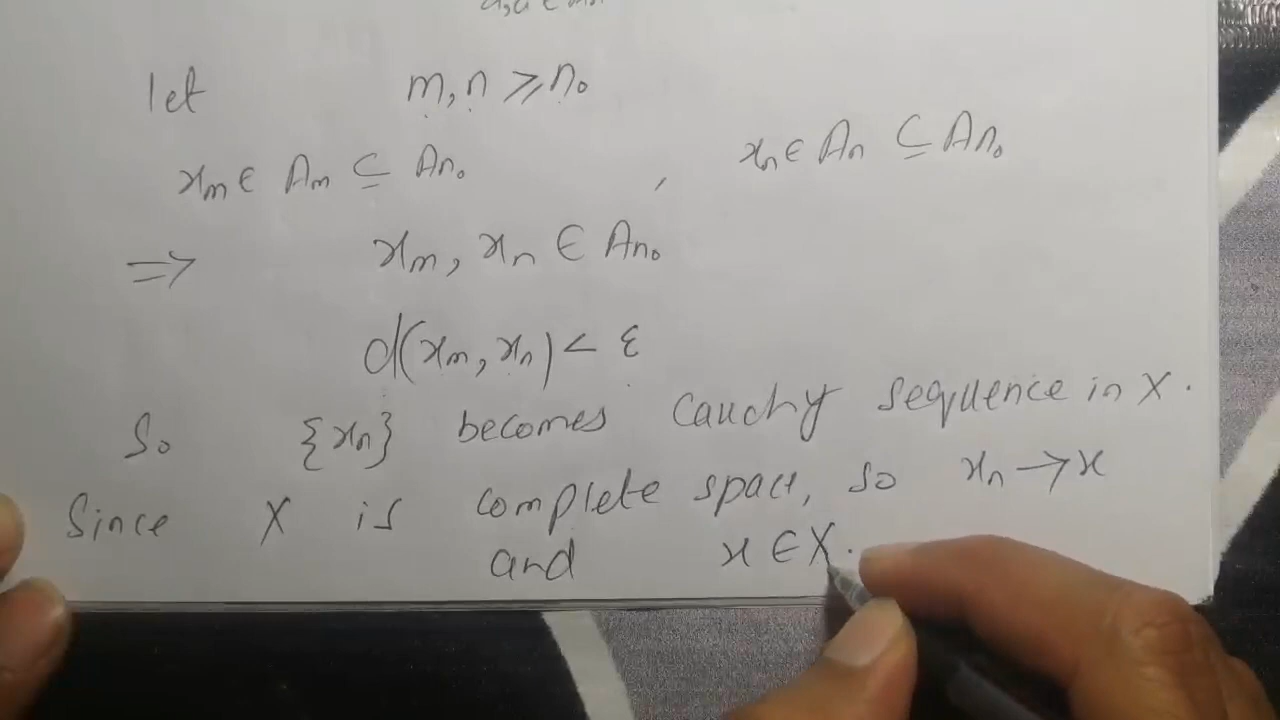 let m, n ⩾ n₀
xₘ ∈ Aₘ ⊆ Aₙ₀ , xₙ ∈ Aₙ ⊆ Aₙ₀
⇒ xₘ, xₙ ∈ Aₙ₀
d(xₘ, xₙ) < ε
So {xₙ} becomes Cauchy sequence in X.
Since X is complete space, so xₙ → x
and x ∈ X.